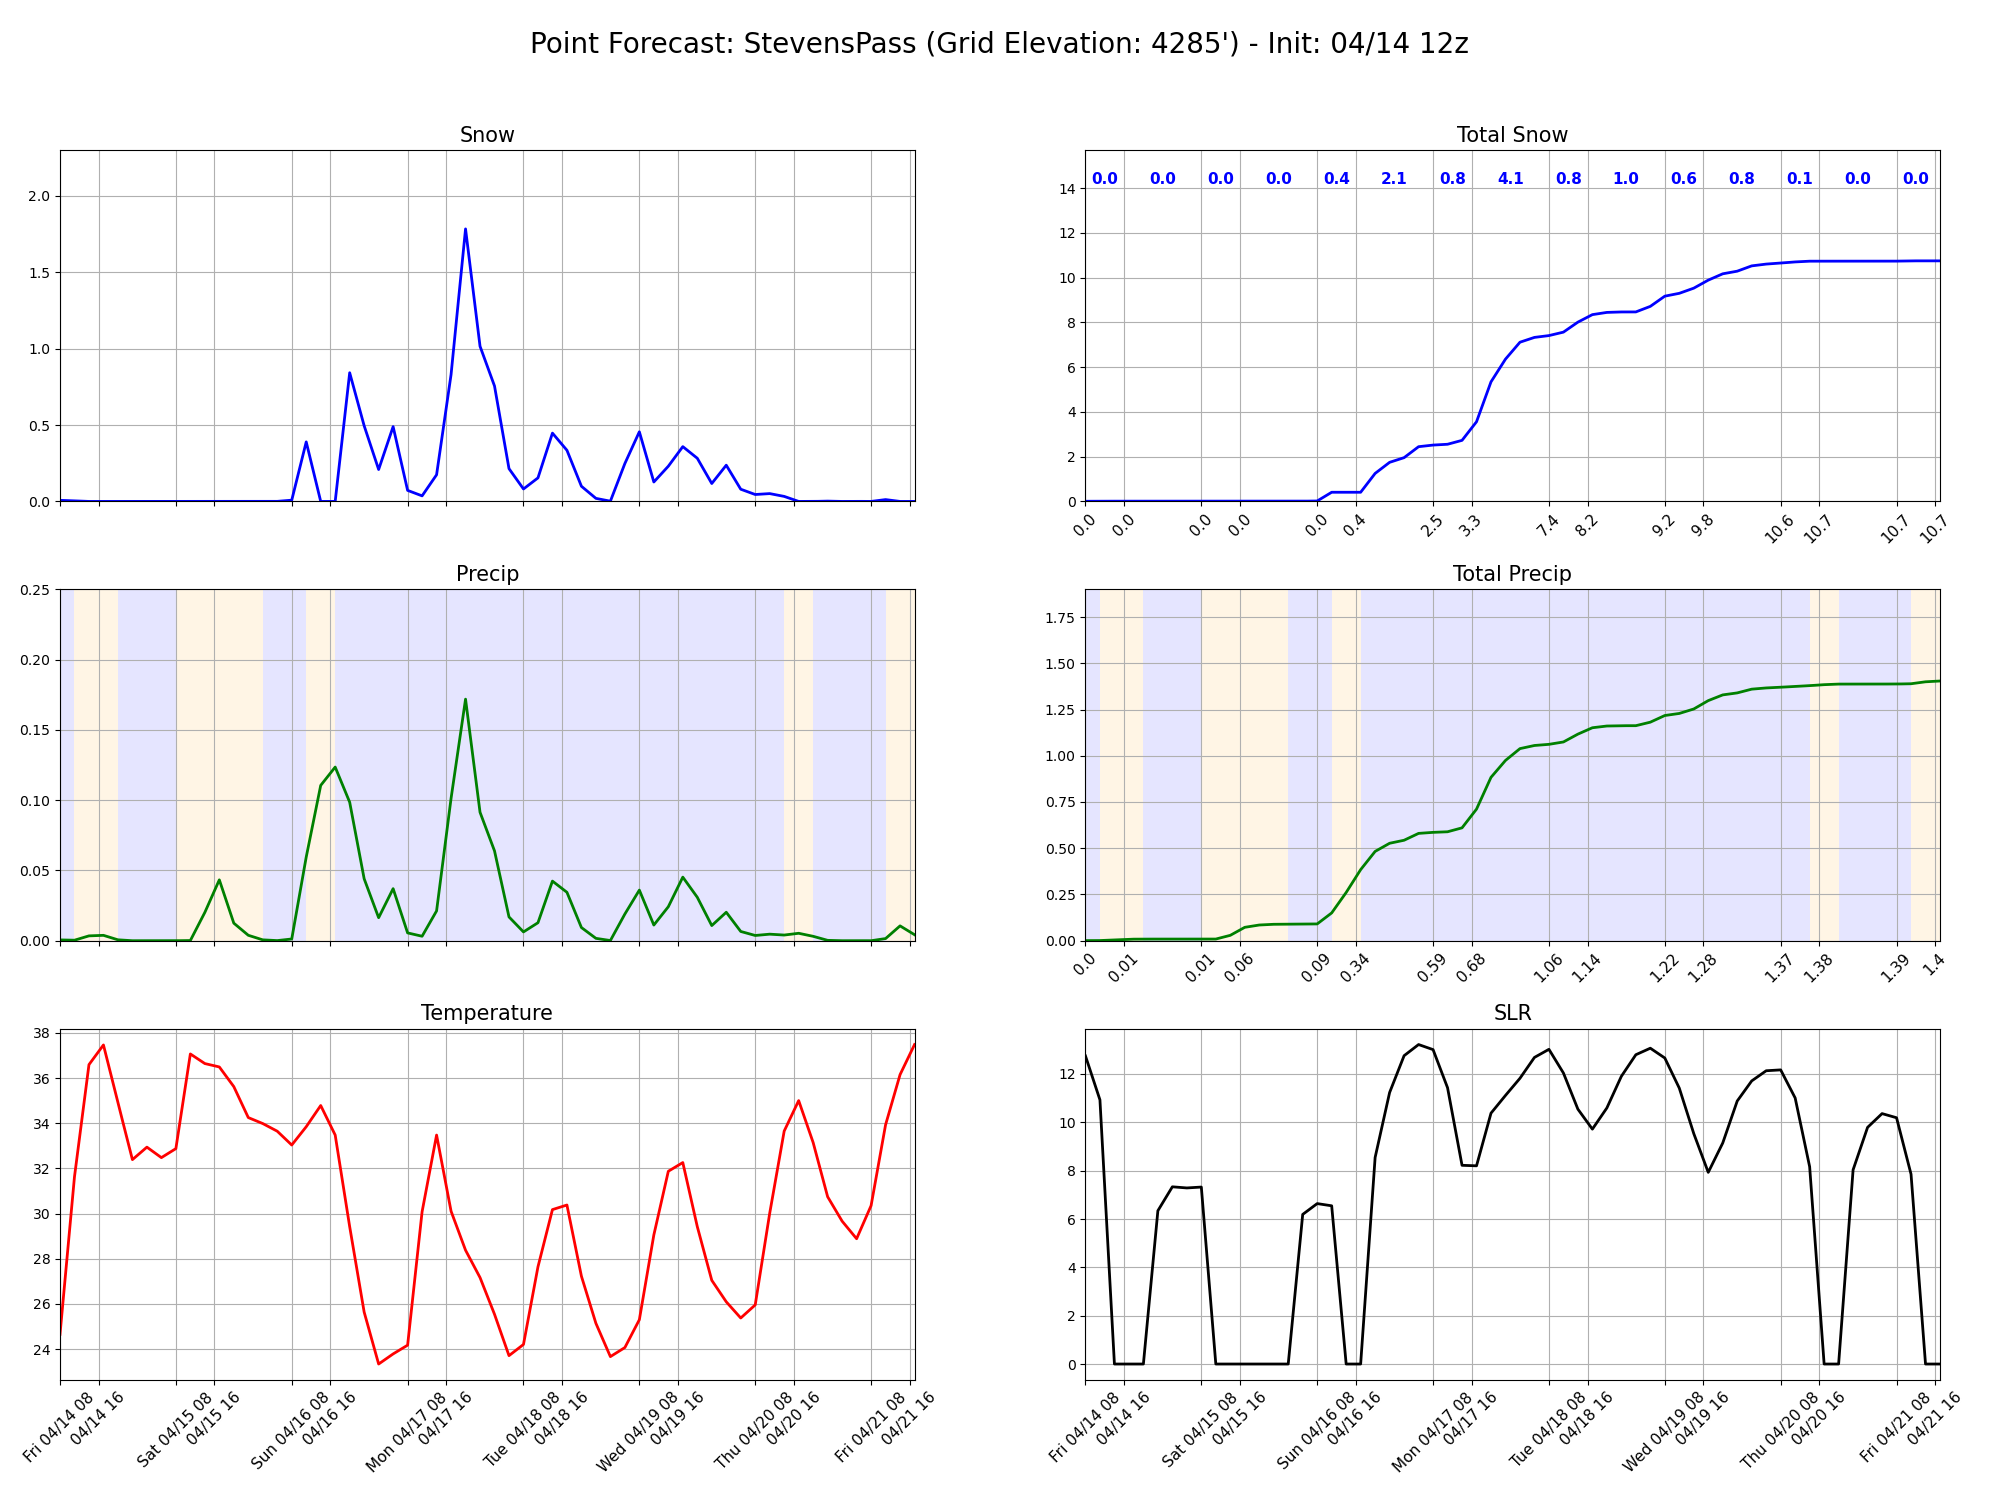 Point Forecast: StevensPass (Grid Elevation: 4285') - Init: 04/14 12z
Snow
2.0
1.5
1.0
0.5
0.0
Total Snow
0.0 0.0 0.0 0.0 0.4 2.1 0.8 4.1 0.8 1.0 0.6 0.8 0.1 0.0 0.0
14
12
10
8
6
4
2
0
0.0 0.0 0.0 0.0 0.0 0.4 2.5 3.3 7.4 8.2 9.2 9.8 10.6 10.7 10.7 10.7
Precip
0.25
0.20
0.15
0.10
0.05
0.00
Total Precip
1.75
1.50
1.25
1.00
0.75
0.50
0.25
0.00
0.0 0.01 0.01 0.06 0.09 0.34 0.59 0.68 1.06 1.14 1.22 1.28 1.37 1.38 1.39 1.4
Temperature
38
36
34
32
30
28
26
24
Fri 04/14 08
04/14 16
Sat 04/15 08
04/15 16
Sun 04/16 08
04/16 16
Mon 04/17 08
04/17 16
Tue 04/18 08
04/18 16
Wed 04/19 08
04/19 16
Thu 04/20 08
04/20 16
Fri 04/21 08
04/21 16
SLR
12
10
8
6
4
2
0
Fri 04/14 08
04/14 16
Sat 04/15 08
04/15 16
Sun 04/16 08
04/16 16
Mon 04/17 08
04/17 16
Tue 04/18 08
04/18 16
Wed 04/19 08
04/19 16
Thu 04/20 08
04/20 16
Fri 04/21 08
04/21 16